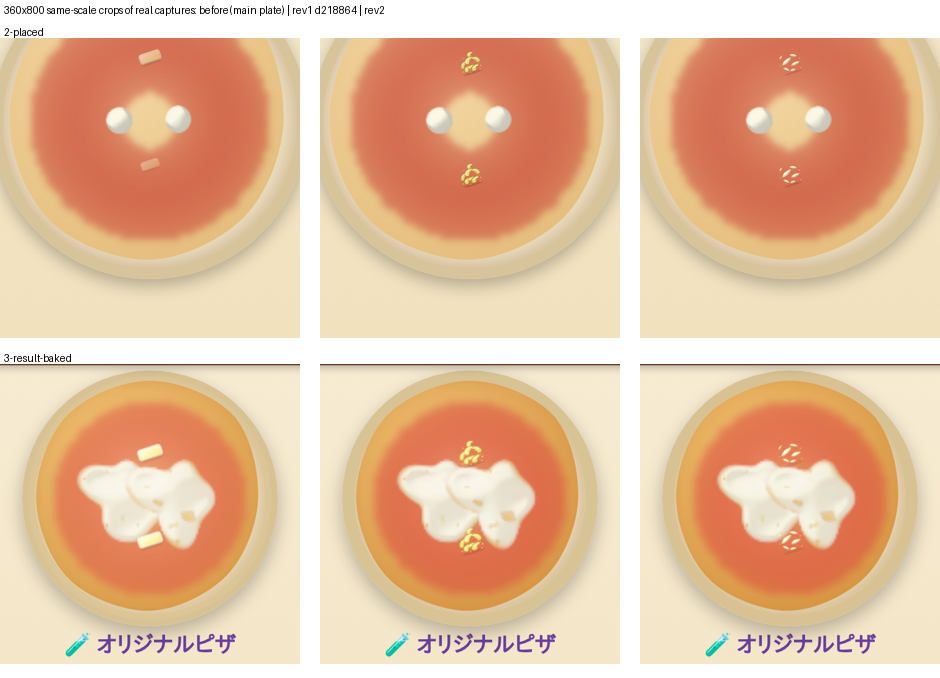 360x800 same-scale crops of real captures: before (main plate) | rev1 d218864 | rev2
2-placed
3-result-baked
オリジナルピザ オリジナルピザ オリジナルピザ